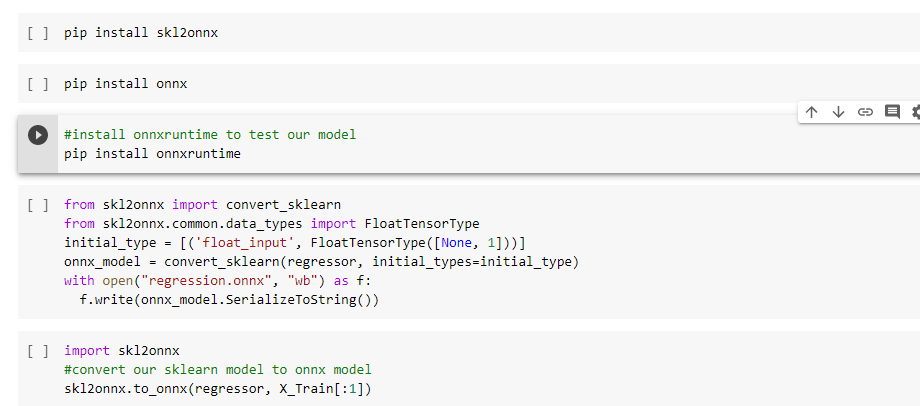 [ ] pip install skl2onnx
[ ] pip install onnx
#install onnxruntime to test our model
pip install onnxruntime
[ ] from skl2onnx import convert_sklearn
from skl2onnx.common.data_types import FloatTensorType
initial_type = [('float_input', FloatTensorType([None, 1]))]
onnx_model = convert_sklearn(regressor, initial_types=initial_type)
with open("regression.onnx", "wb") as f:
  f.write(onnx_model.SerializeToString())
[ ] import skl2onnx
#convert our sklearn model to onnx model
skl2onnx.to_onnx(regressor, X_Train[:1])